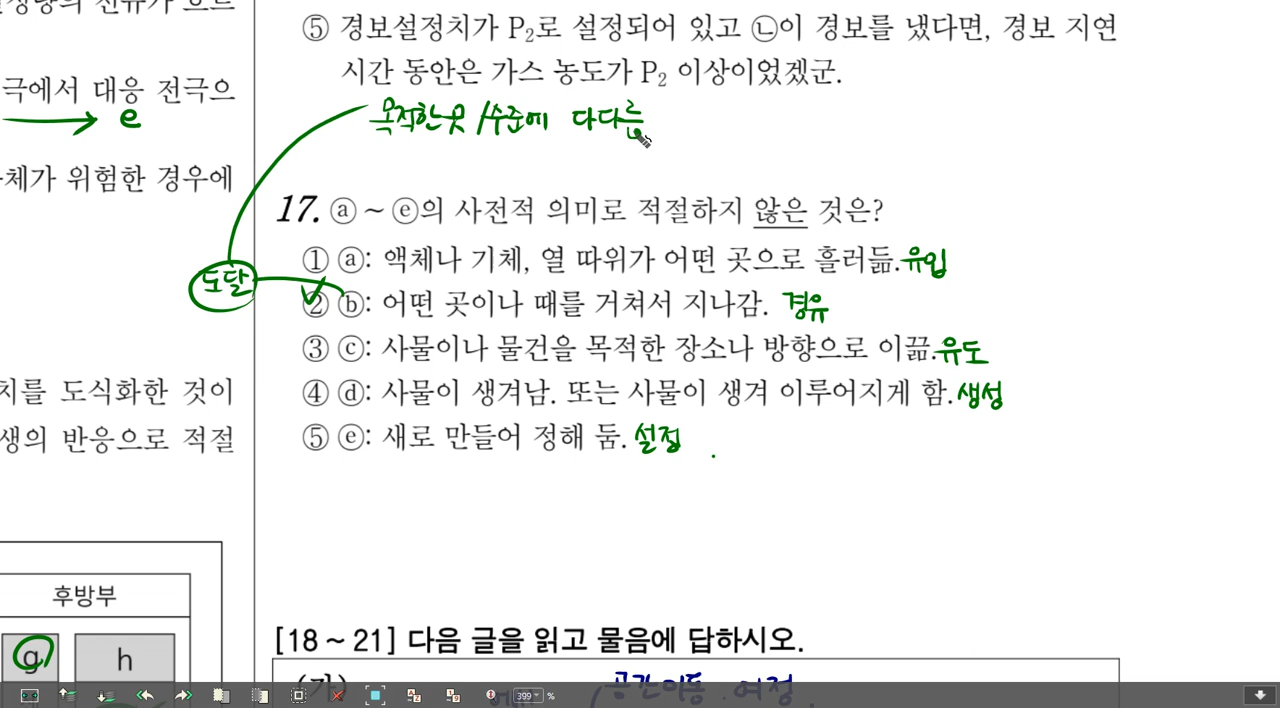 ⑤ 경보설정치가 P₂로 설정되어 있고 ㉡이 경보를 냈다면, 경보 지연
시간 동안은 가스 농도가 P₂ 이상이었겠군.
목적한 곳/수준에 다다름
극에서 대응 전극으
e
체가 위험한 경우에
17. ⓐ ~ ⓔ의 사전적 의미로 적절하지 않은 것은?
① ⓐ: 액체나 기체, 열 따위가 어떤 곳으로 흘러듦. 유입
도달
② ⓑ: 어떤 곳이나 때를 거쳐서 지나감. 경유
③ ⓒ: 사물이나 물건을 목적한 장소나 방향으로 이끎. 유도
④ ⓓ: 사물이 생겨남. 또는 사물이 생겨 이루어지게 함. 생성
⑤ ⓔ: 새로 만들어 정해 둠. 설정
치를 도식화한 것이
생의 반응으로 적절
후방부
g h
[18 ~ 21] 다음 글을 읽고 물음에 답하시오.
(가)
공간이동. 여정
399 %